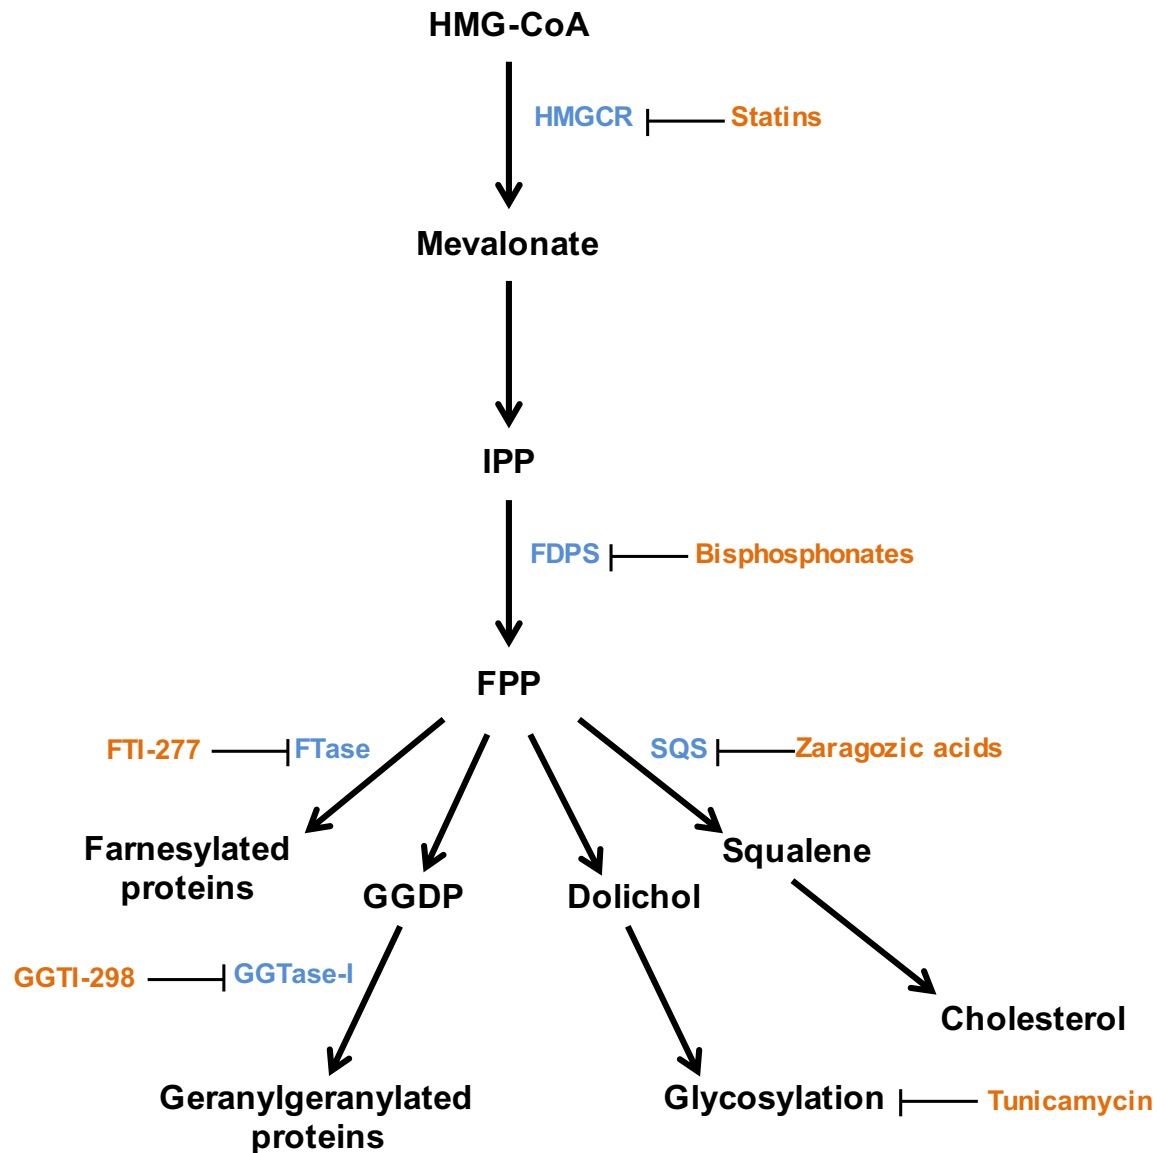 HMG-CoA
HMGCR
Statins
Mevalonate
IPP
FDPS
Bisphosphonates
FPP
FTI-277
FTase
SQS
Zaragozic acids
Farnesylated
proteins
GGDP
Dolichol
Squalene
GGTI-298
GGTase-I
Cholesterol
Geranylgeranylated
proteins
Glycosylation
Tunicamycin